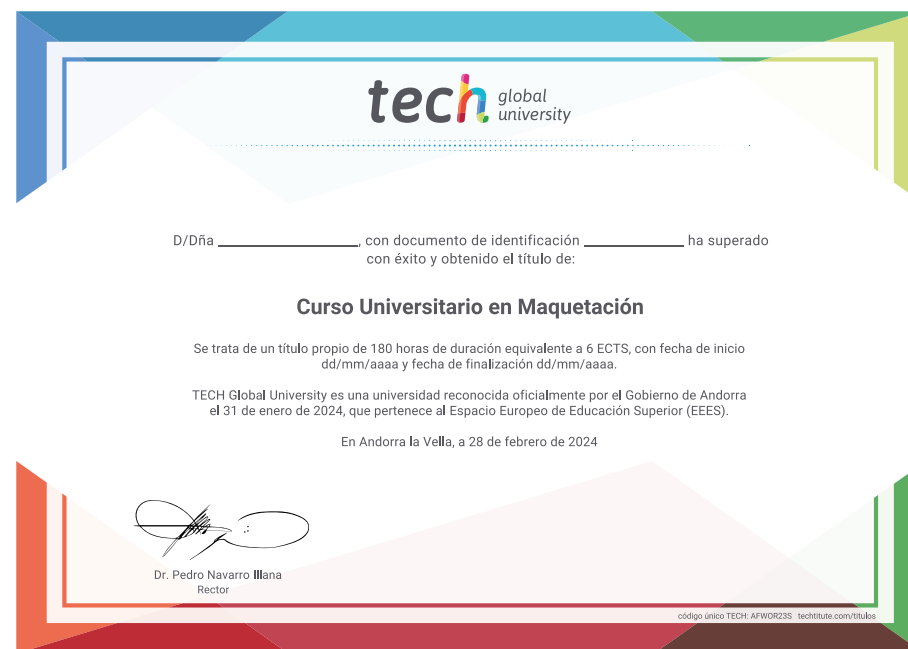 tech global university
D/Dña ____________________, con documento de identificación ______________ ha superado
con éxito y obtenido el título de:
Curso Universitario en Maquetación
Se trata de un título propio de 180 horas de duración equivalente a 6 ECTS, con fecha de inicio
dd/mm/aaaa y fecha de finalización dd/mm/aaaa.
TECH Global University es una universidad reconocida oficialmente por el Gobierno de Andorra
el 31 de enero de 2024, que pertenece al Espacio Europeo de Educación Superior (EEES).
En Andorra la Vella, a 28 de febrero de 2024
Dr. Pedro Navarro Illana
Rector
código único TECH: AFWOR23S techtitute.com/titulos